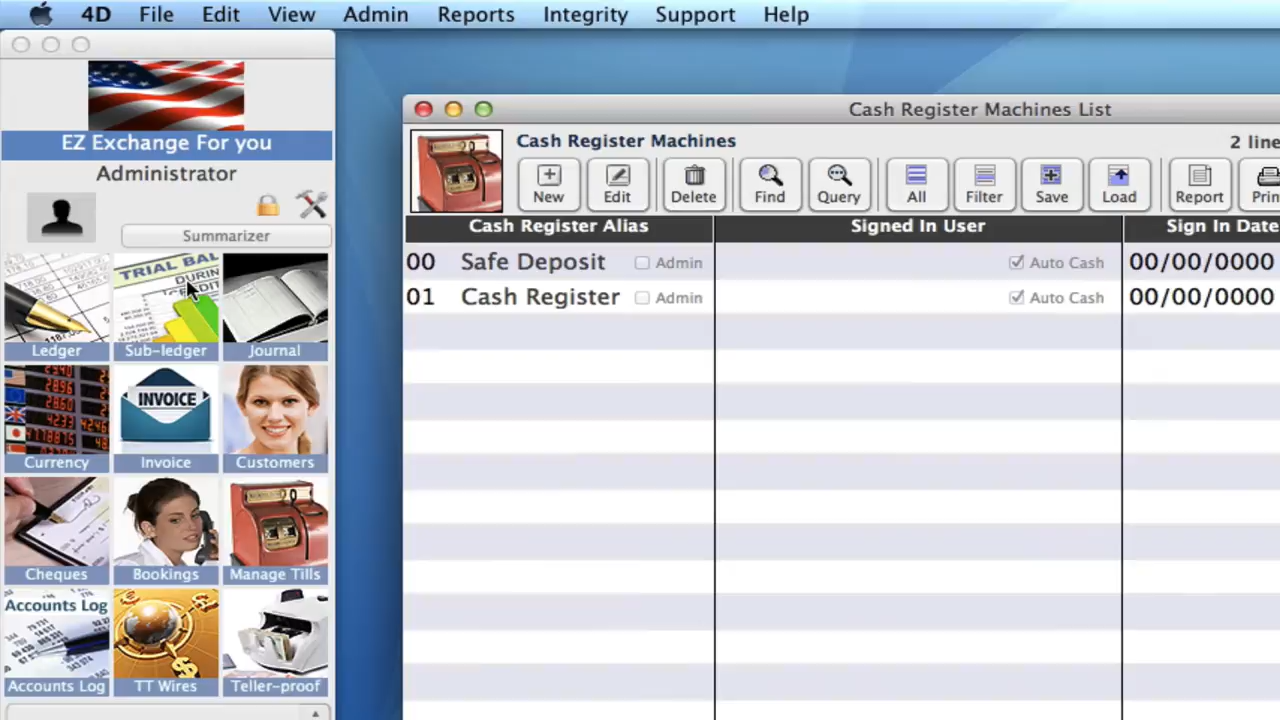 4D File Edit View Admin Reports Integrity Support Help
EZ Exchange For you
Administrator
Summarizer
TRIAL BAL
DURIN
Ledger Sub-ledger Journal
INVOICE
Currency Invoice Customers
Cheques Bookings Manage Tills
Accounts Log
Accounts Log TT Wires Teller-proof
Cash Register Machines List
Cash Register Machines 2 line
New Edit Delete Find Query All Filter Save Load Report Prin
Cash Register Alias Signed In User Sign In Date
00 Safe Deposit Admin Auto Cash 00/00/0000
01 Cash Register Admin Auto Cash 00/00/0000